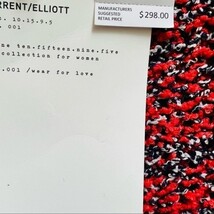 RRENT/ELLIOTT
. 10.15.9.5
. 001
ne ten.fifteen.nine.five
collection for women
.001 /wear for love
MANUFACTURERS
SUGGESTED
RETAIL PRICE
$298.00